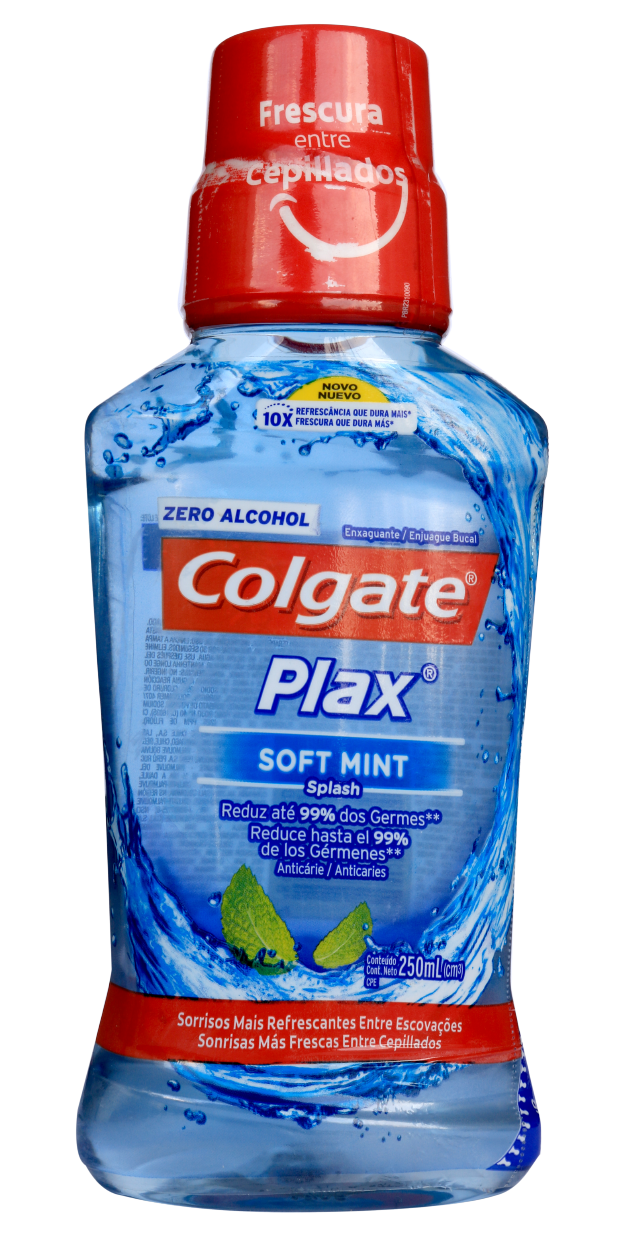 Frescura
entre
Cepillados
NOVO
NUEVO
10X REFRESCÂNCIA QUE DURA MAIS*
FRESCURA QUE DURA MÁS*
ZERO ALCOHOL
Enxaguante / Enjuague Bucal
Colgate®
Plax®
SOFT MINT
Splash
Reduz até 99% dos Germes**
Reduce hasta el 99%
de los Gérmenes**
Anticárie / Anticaries
Conteúdo
Cont. Neto 250mL (cm³)
CPE
Sorrisos Mais Refrescantes Entre Escovações
Sonrisas Más Frescas Entre Cepillados